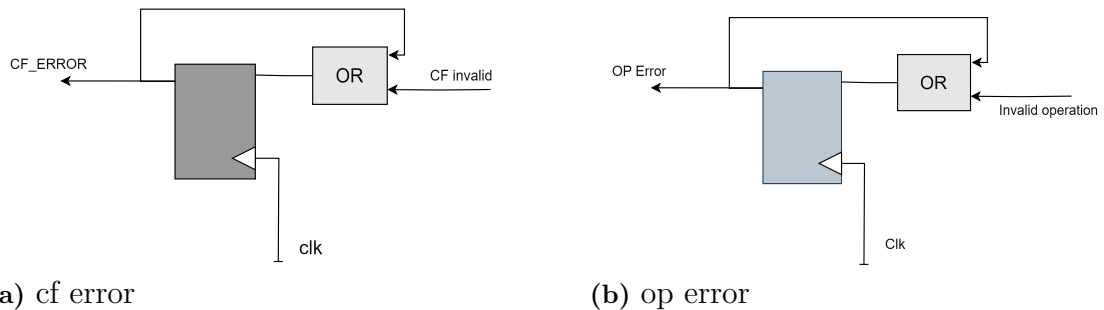 CF_ERROR
OR
CF invalid
clk
a) cf error
OP Error
OR
Invalid operation
Clk
(b) op error